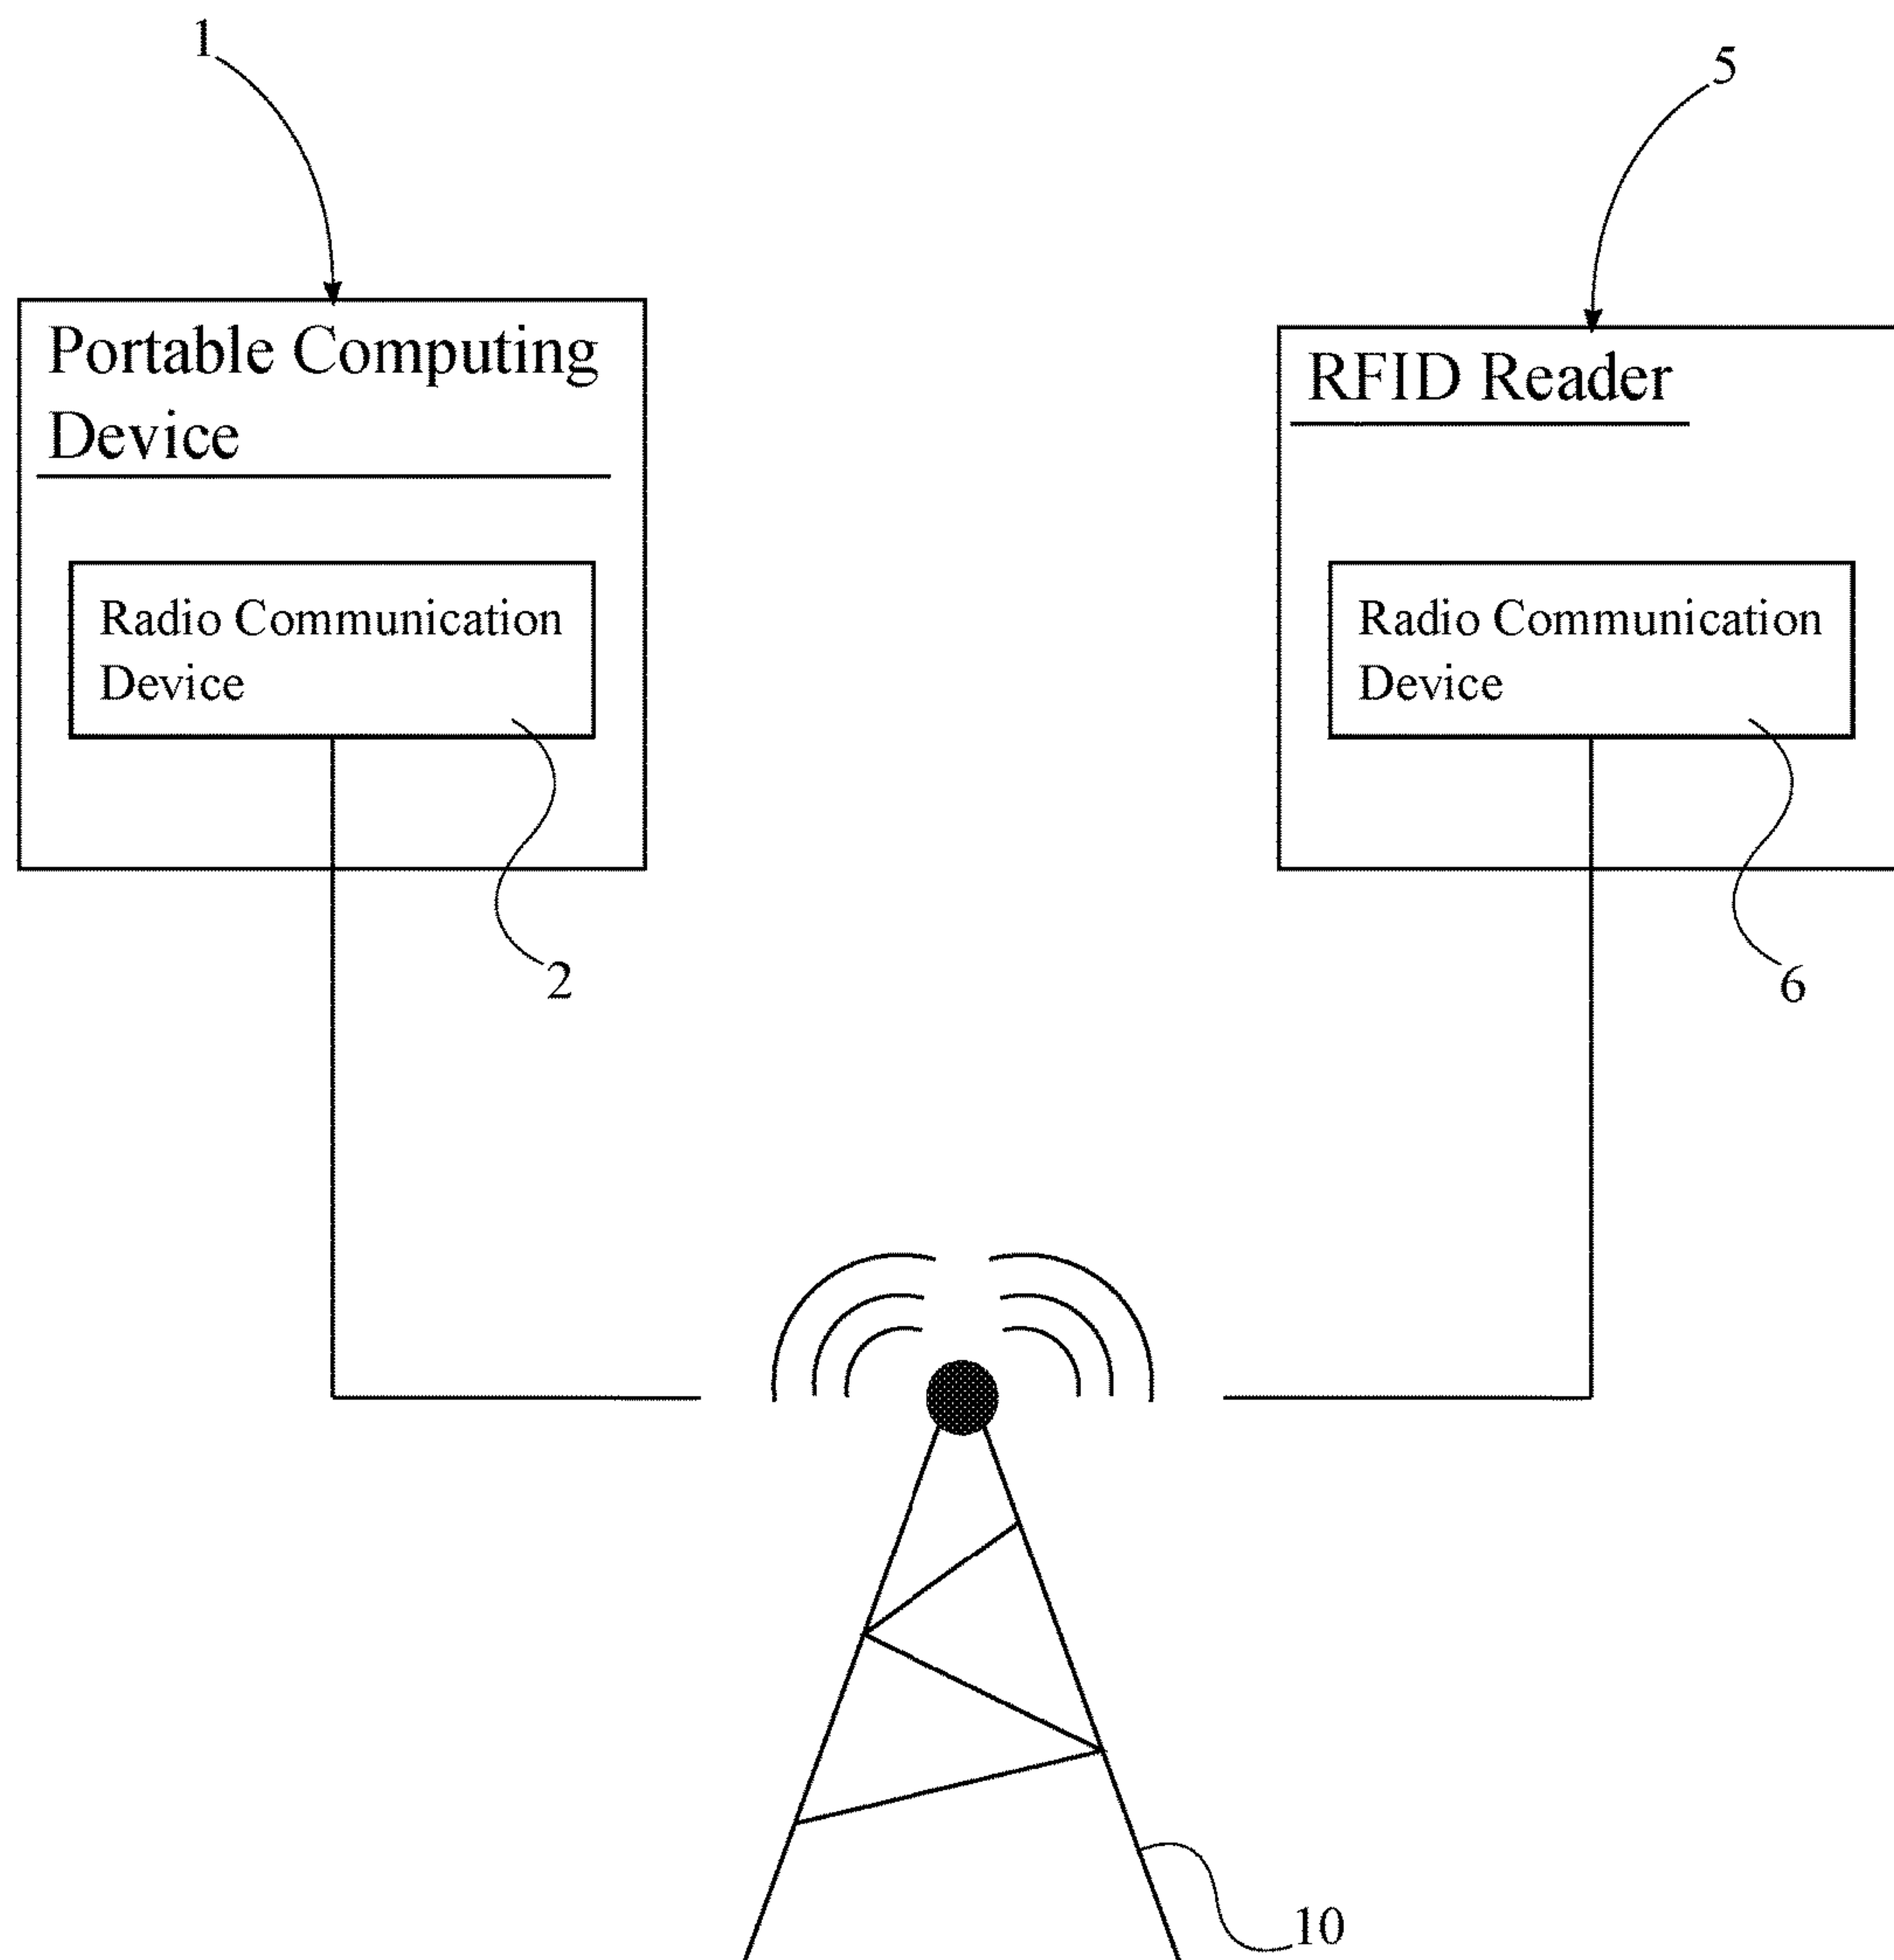 1
5
Portable Computing
Device
RFID Reader
Radio Communication
Device
Radio Communication
Device
2
6
10